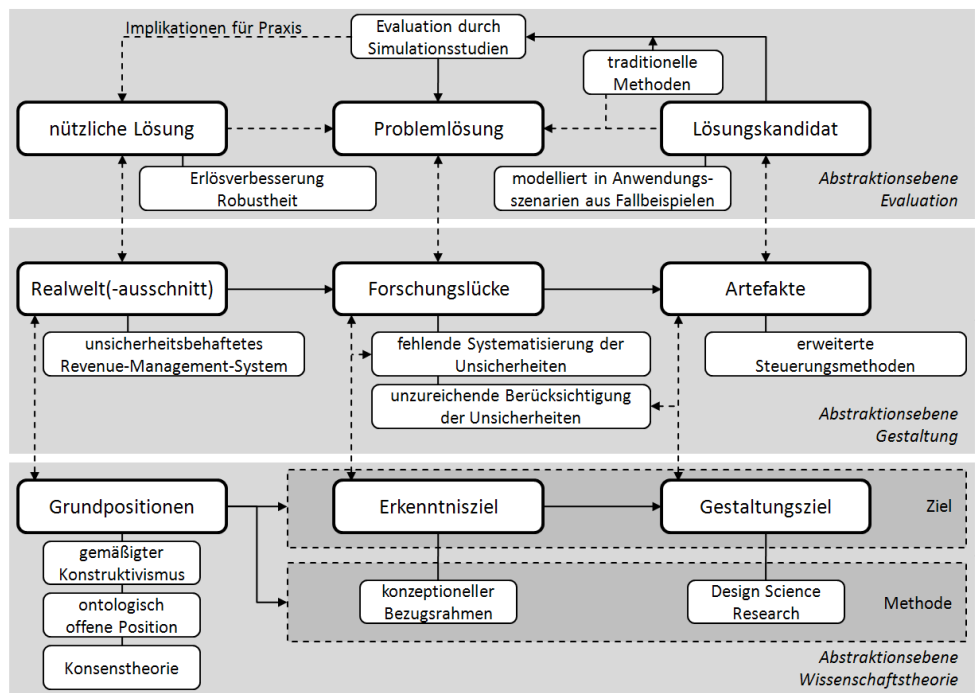 Implikationen für Praxis
Evaluation durch
Simulationsstudien
traditionelle
Methoden
nützliche Lösung
Problemlösung
Lösungskandidat
Erlösverbesserung
Robustheit
modelliert in Anwendungs-
szenarien aus Fallbeispielen
Abstraktionsebene
Evaluation
Realwelt(-ausschnitt)
Forschungslücke
Artefakte
unsicherheitsbehaftetes
Revenue-Management-System
fehlende Systematisierung der
Unsicherheiten
erweiterte
Steuerungsmethoden
unzureichende Berücksichtigung
der Unsicherheiten
Abstraktionsebene
Gestaltung
Grundpositionen
Erkenntnisziel
Gestaltungsziel
Ziel
gemäßigter
Konstruktivismus
ontologisch
offene Position
Konsenstheorie
konzeptioneller
Bezugsrahmen
Design Science
Research
Methode
Abstraktionsebene
Wissenschaftstheorie